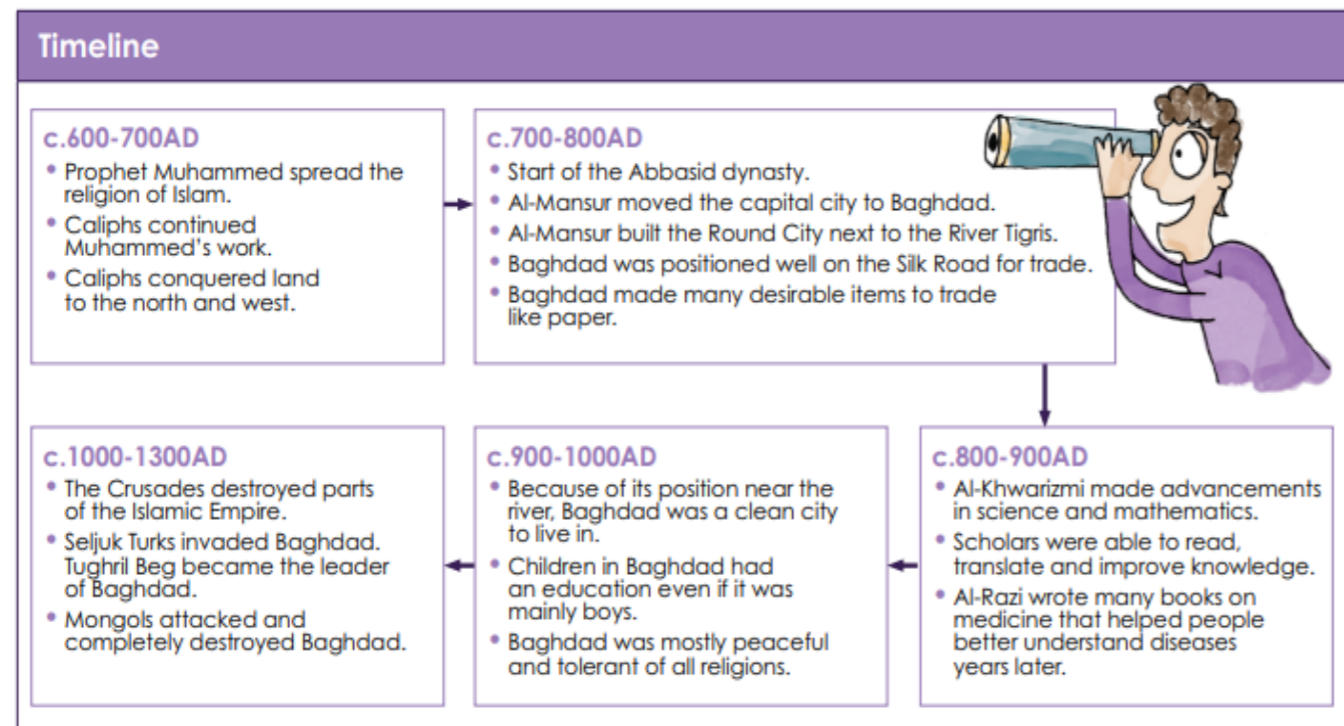 Timeline
c.600-700AD
• Prophet Muhammed spread the
religion of Islam.
• Caliphs continued
Muhammed's work.
• Caliphs conquered land
to the north and west.
c.700-800AD
• Start of the Abbasid dynasty.
• Al-Mansur moved the capital city to Baghdad.
• Al-Mansur built the Round City next to the River Tigris.
• Baghdad was positioned well on the Silk Road for trade.
• Baghdad made many desirable items to trade
like paper.
c.800-900AD
• Al-Khwarizmi made advancements
in science and mathematics.
• Scholars were able to read,
translate and improve knowledge.
• Al-Razi wrote many books on
medicine that helped people
better understand diseases
years later.
c.900-1000AD
• Because of its position near the
river, Baghdad was a clean city
to live in.
• Children in Baghdad had
an education even if it was
mainly boys.
• Baghdad was mostly peaceful
and tolerant of all religions.
c.1000-1300AD
• The Crusades destroyed parts
of the Islamic Empire.
• Seljuk Turks invaded Baghdad.
Tughril Beg became the leader
of Baghdad.
• Mongols attacked and
completely destroyed Baghdad.